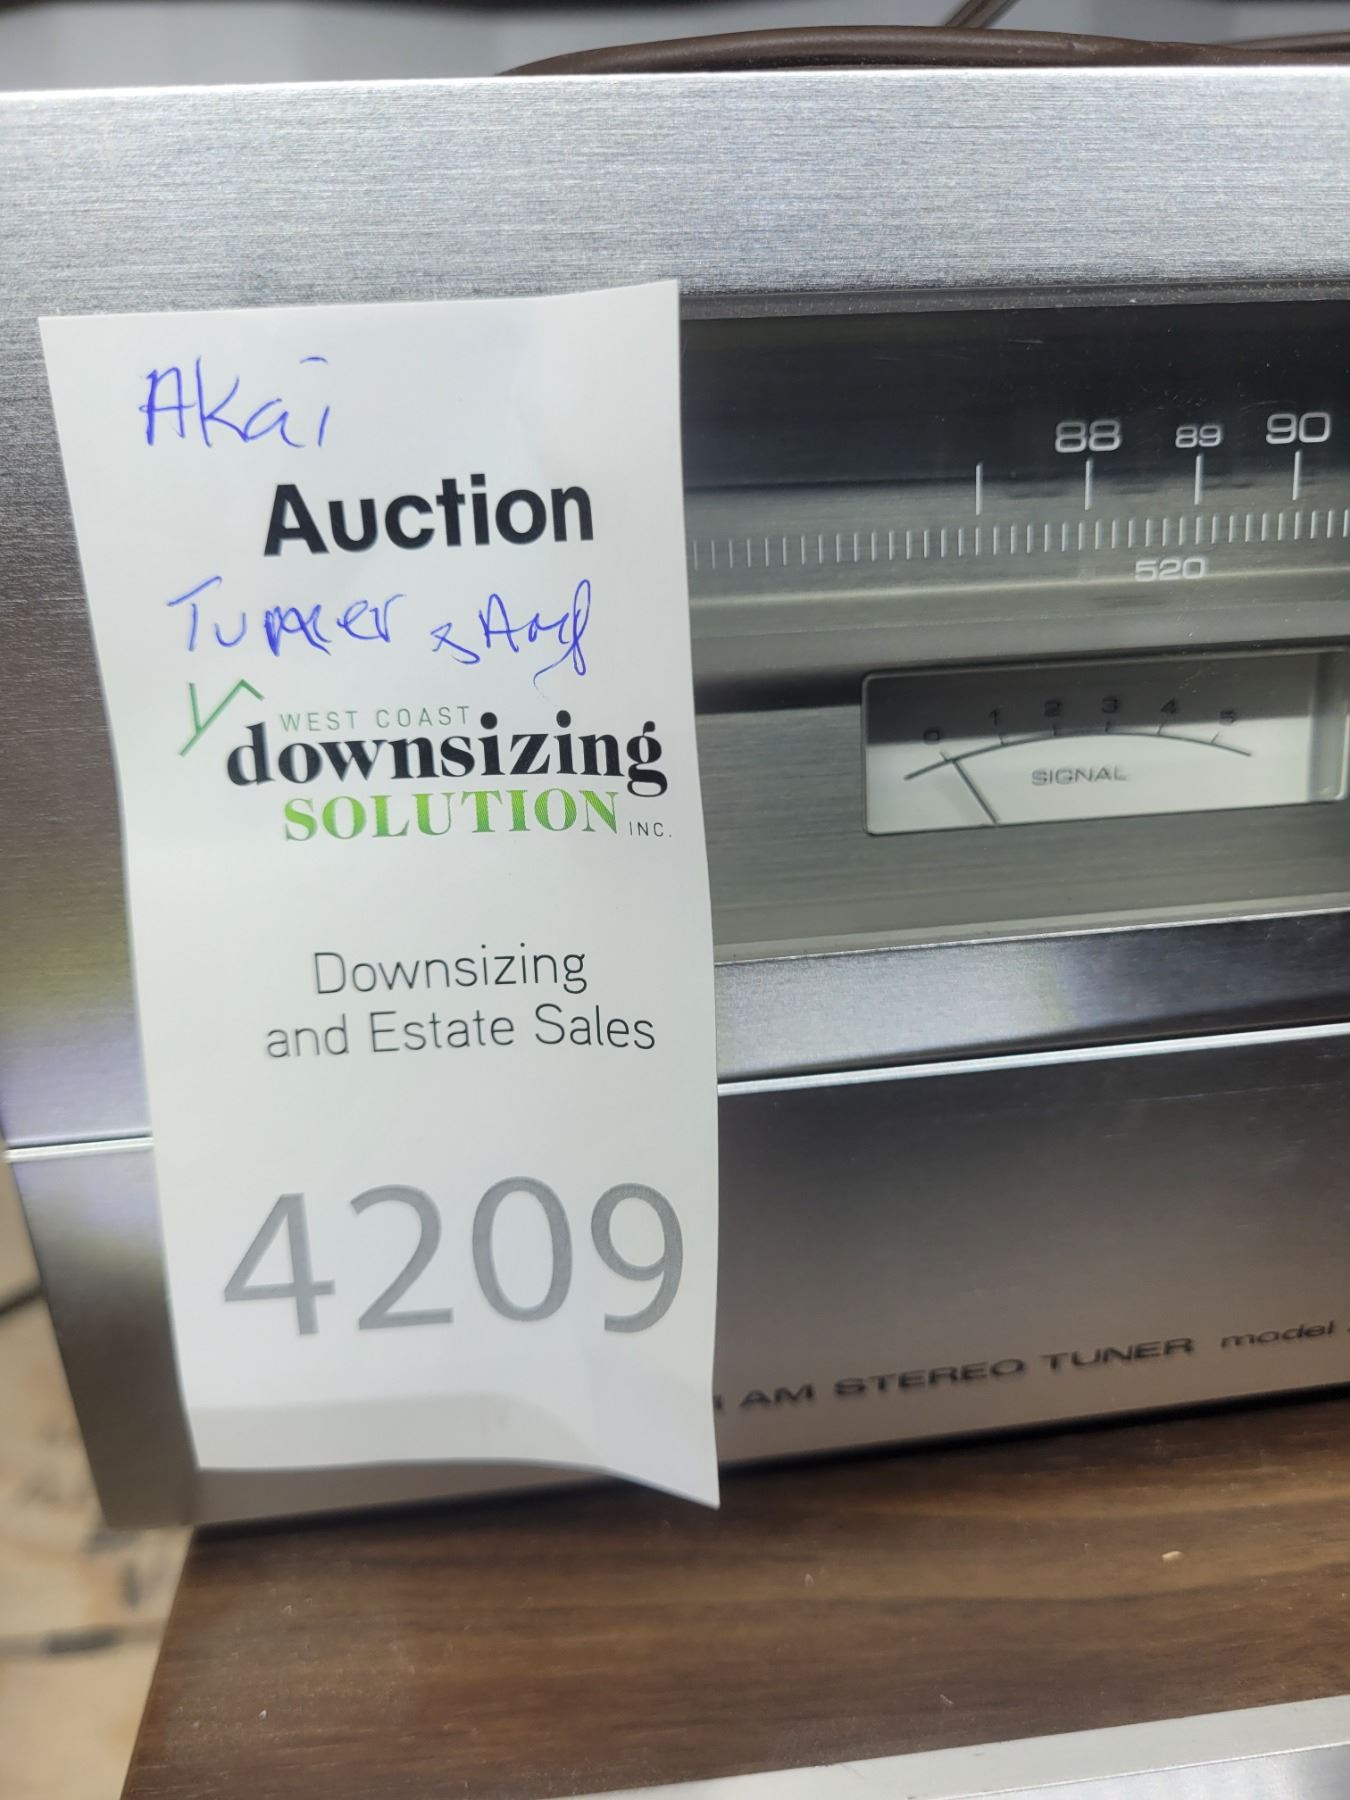 Akai
Auction
Tuner & Amp
WEST COAST
downsizing
SOLUTION INC.
Downsizing
and Estate Sales
4209
88 89 90
520
0 1 2 3 4 5
SIGNAL
AM STEREO TUNER model